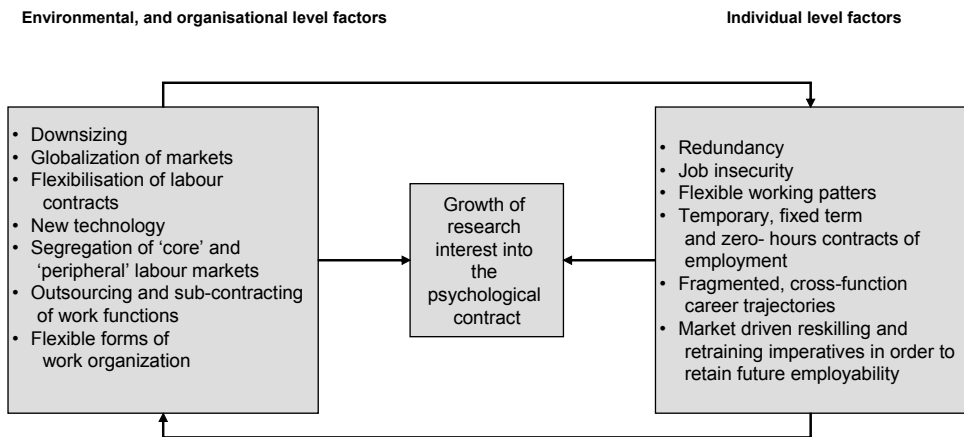 Environmental, and organisational level factors
Individual level factors
• Downsizing
• Globalization of markets
• Flexibilisation of labour
contracts
• New technology
• Segregation of ‘core’ and
‘peripheral’ labour markets
• Outsourcing and sub-contracting
of work functions
• Flexible forms of
work organization
Growth of
research
interest into
the
psychological
contract
• Redundancy
• Job insecurity
• Flexible working patters
• Temporary, fixed term
and zero- hours contracts of
employment
• Fragmented, cross-function
career trajectories
• Market driven reskilling and
retraining imperatives in order to
retain future employability